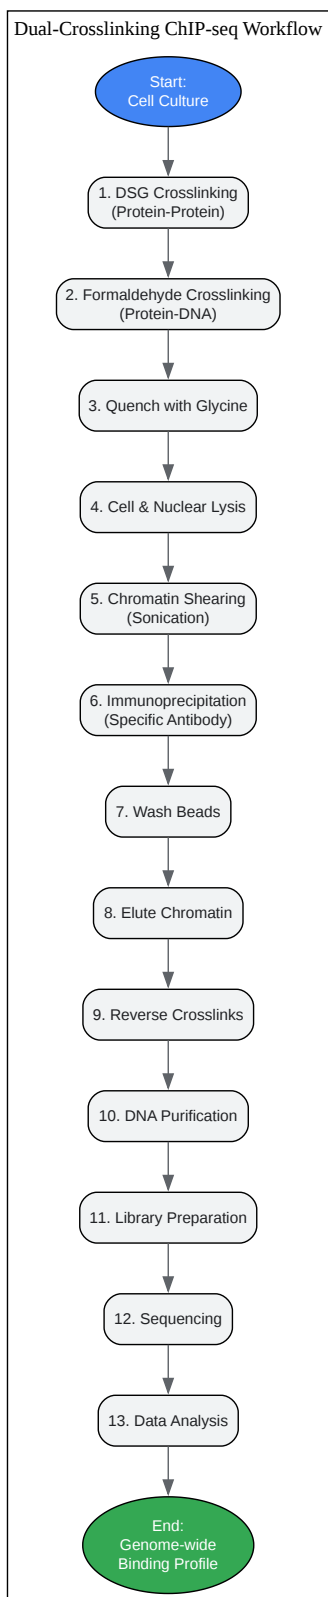 Dual-Crosslinking ChIP-seq Workflow
Start:
Cell Culture
1. DSG Crosslinking
(Protein-Protein)
2. Formaldehyde Crosslinking
(Protein-DNA)
3. Quench with Glycine
4. Cell & Nuclear Lysis
5. Chromatin Shearing
(Sonication)
6. Immunoprecipitation
(Specific Antibody)
7. Wash Beads
8. Elute Chromatin
9. Reverse Crosslinks
10. DNA Purification
11. Library Preparation
12. Sequencing
13. Data Analysis
End:
Genome-wide
Binding Profile